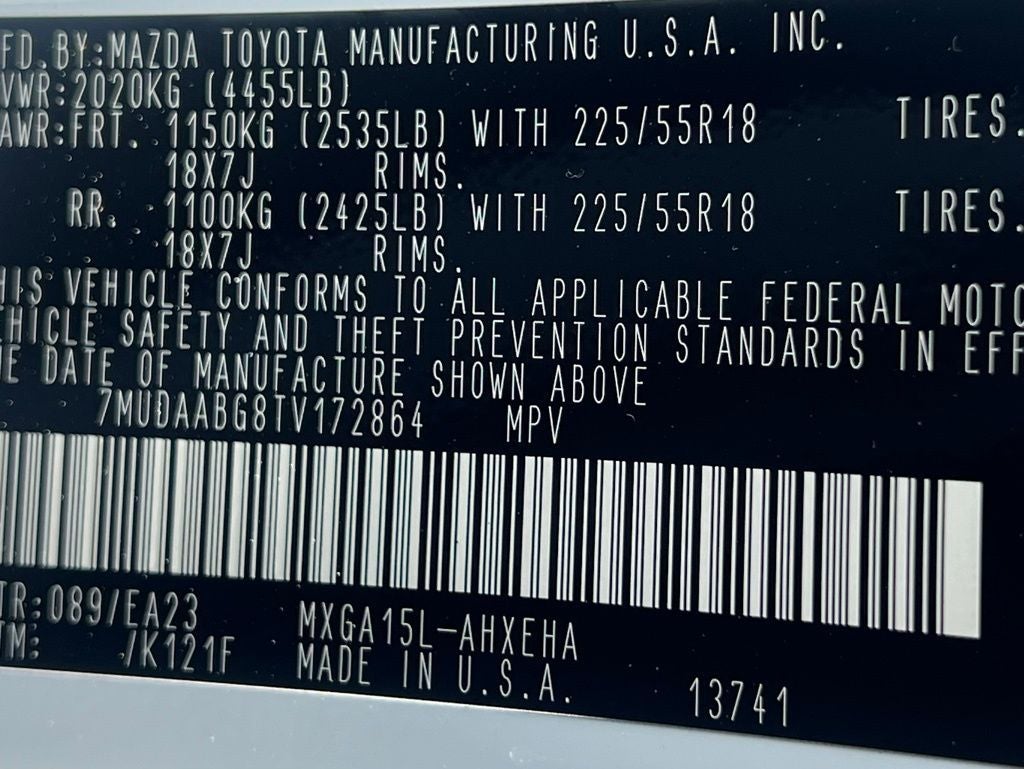 FD.BY:MAZDA TOYOTA MANUFACTURING U.S.A. INC.
VWR:2020KG (4455LB)
AWR:FRT. 1150KG (2535LB) WITH 225/55R18 TIRES.
18X7J RIMS.
RR. 1100KG (2425LB) WITH 225/55R18 TIRES.
18X7J RIMS.
HIS VEHICLE CONFORMS TO ALL APPLICABLE FEDERAL MOTO
EHICLE SAFETY AND THEFT PREVENTION STANDARDS IN EFF
HE DATE OF MANUFACTURE SHOWN ABOVE
7MUDAABG8TV172864 MPV
TR:089/EA23 MXGA15L-AHXEHA
TM: /K121F MADE IN U.S.A. 13741